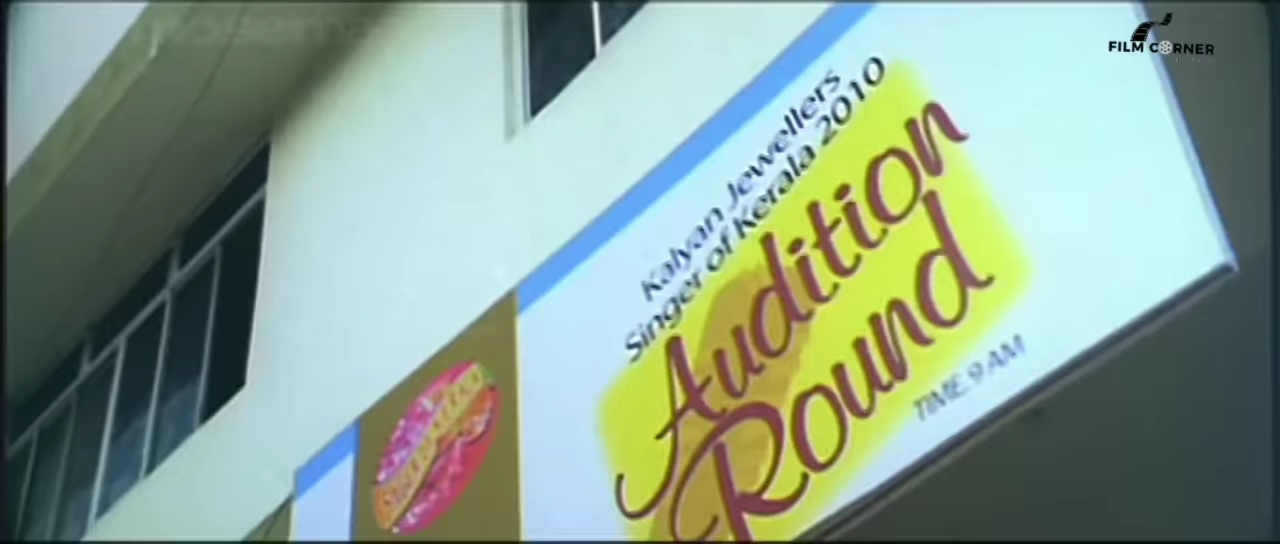 FILM CORNER
Kalyan Jewellers
Singer of Kerala 2010
Audition
Round
TIME.9 AM